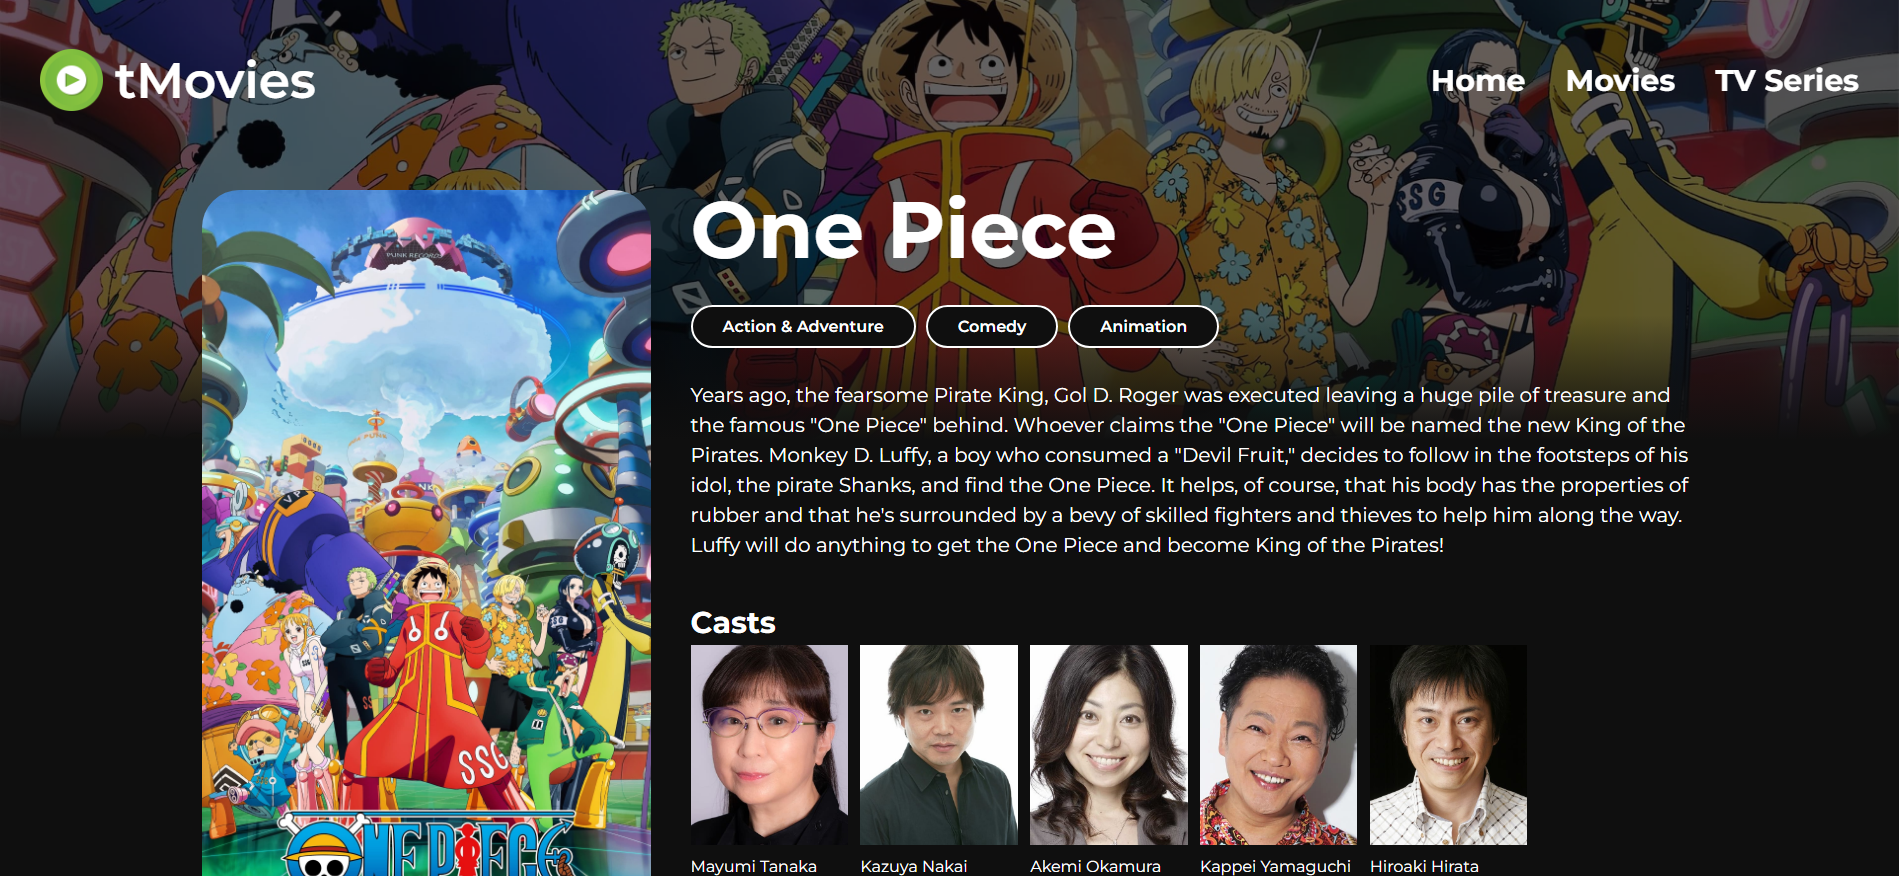 tMovies
Home
Movies
TV Series
SSG
PUNK RECORDS
One Piece
Action & Adventure
Comedy
Animation
Years ago, the fearsome Pirate King, Gol D. Roger was executed leaving a huge pile of treasure and
the famous "One Piece" behind. Whoever claims the "One Piece" will be named the new King of the
Pirates. Monkey D. Luffy, a boy who consumed a "Devil Fruit," decides to follow in the footsteps of his
idol, the pirate Shanks, and find the One Piece. It helps, of course, that his body has the properties of
rubber and that he's surrounded by a bevy of skilled fighters and thieves to help him along the way.
Luffy will do anything to get the One Piece and become King of the Pirates!
SSG
SSG
ONE PIECE
Casts
Mayumi Tanaka
Kazuya Nakai
Akemi Okamura
Kappei Yamaguchi
Hiroaki Hirata